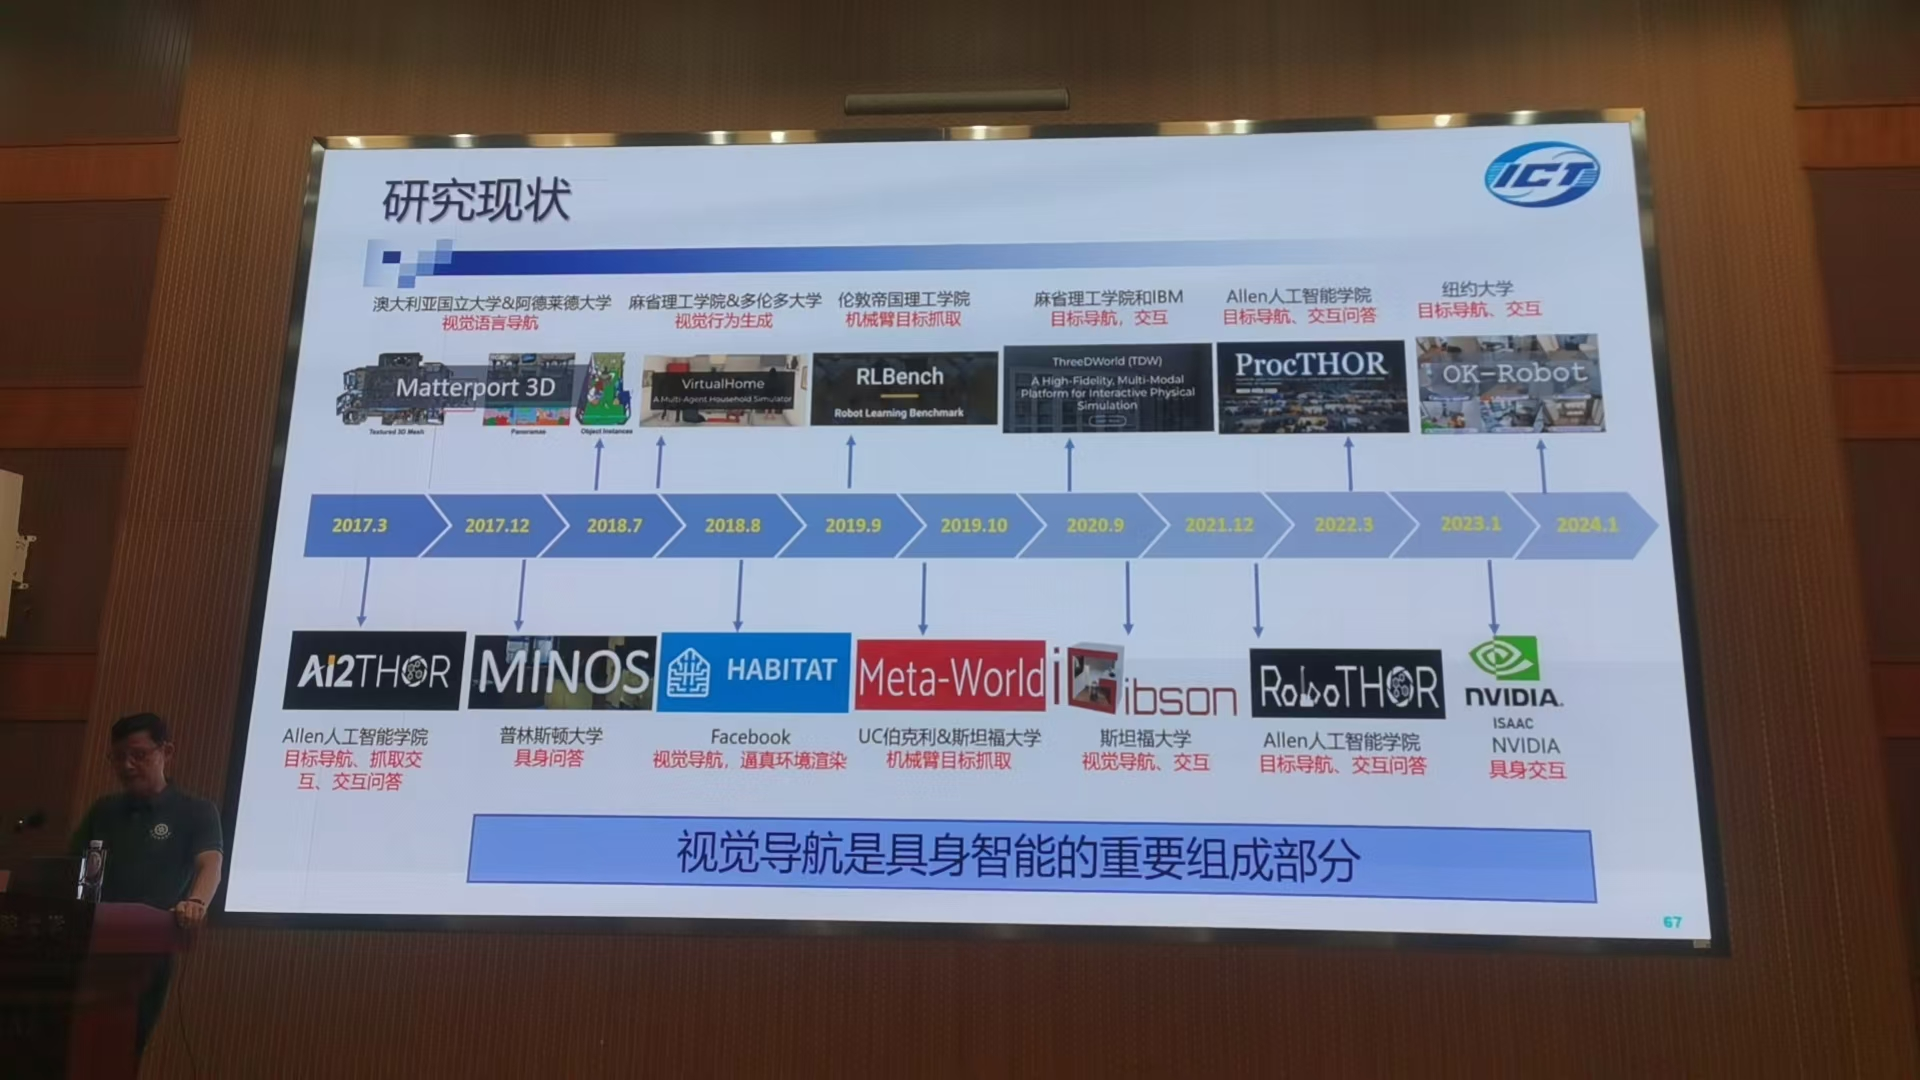 研究现状
ICT
澳大利亚国立大学&阿德莱德大学
视觉语言导航
麻省理工学院&多伦多大学
视觉行为生成
伦敦帝国理工学院
机械臂目标抓取
麻省理工学院和IBM
目标导航，交互
Allen人工智能学院
目标导航、交互问答
纽约大学
目标导航、交互
Matterport 3D
Textured 3D Mesh
Panoramas
Object Instances
VirtualHome
A Multi-Agent Household Simulator
RLBench
Robot Learning Benchmark
ThreeDWorld (TDW)
A High-Fidelity, Multi-Modal
Platform for Interactive Physical
Simulation
ProcTHOR
OK-Robot
2017.3
2017.12
2018.7
2018.8
2019.9
2019.10
2020.9
2021.12
2022.3
2023.1
2024.1
Ai2THOR
MINOS
HABITAT
Meta-World
iGibson
RoboTHOR
NVIDIA.
ISAAC
Allen人工智能学院
目标导航、抓取交
互、交互问答
普林斯顿大学
具身问答
Facebook
视觉导航，逼真环境渲染
UC伯克利&斯坦福大学
机械臂目标抓取
斯坦福大学
视觉导航、交互
Allen人工智能学院
目标导航、交互问答
NVIDIA
具身交互
视觉导航是具身智能的重要组成部分
67